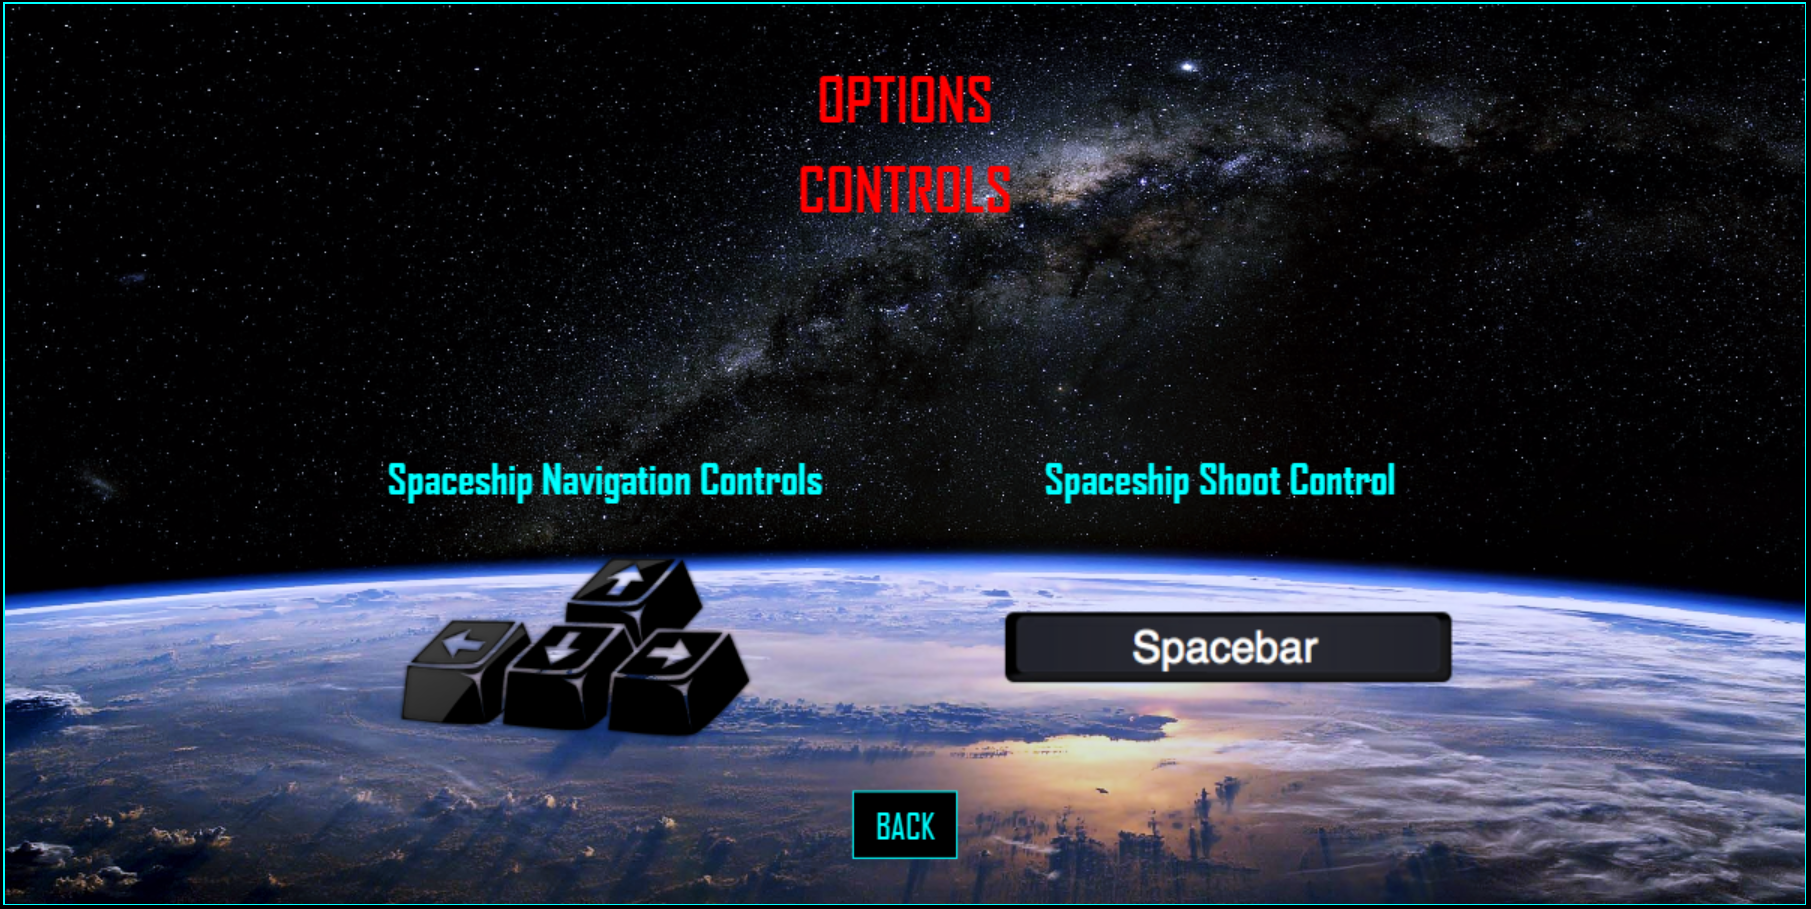 OPTIONS
CONTROLS
Spaceship Navigation Controls
Spaceship Shoot Control
Spacebar
BACK